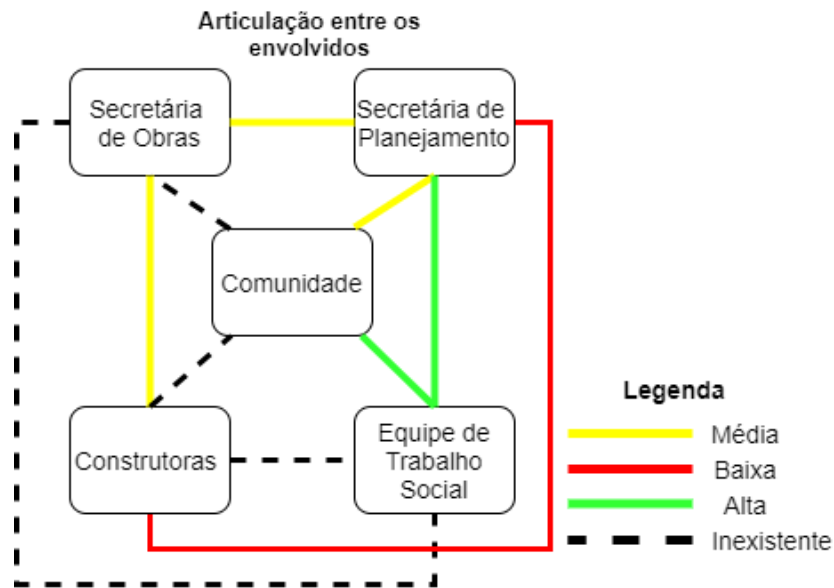 Articulação entre os
envolvidos
Secretária
de Obras
Secretária de
Planejamento
Comunidade
Construtoras
Equipe de
Trabalho
Social
Legenda
Média
Baixa
Alta
Inexistente